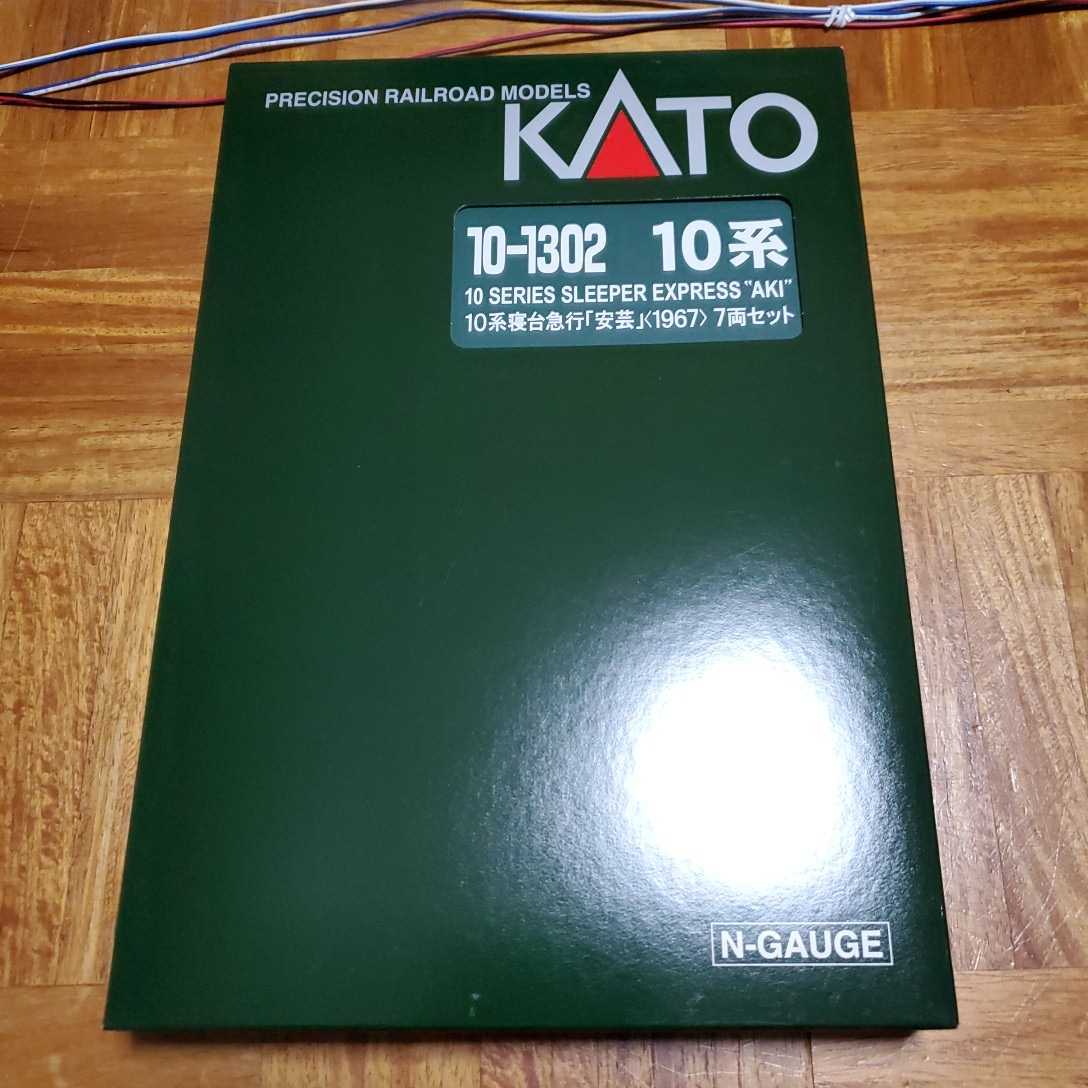 PRECISION RAILROAD MODELS
KATO
10-1302 10系
10 SERIES SLEEPER EXPRESS "AKI"
10系寝台急行「安芸」〈1967〉 7両セット
N-GAUGE